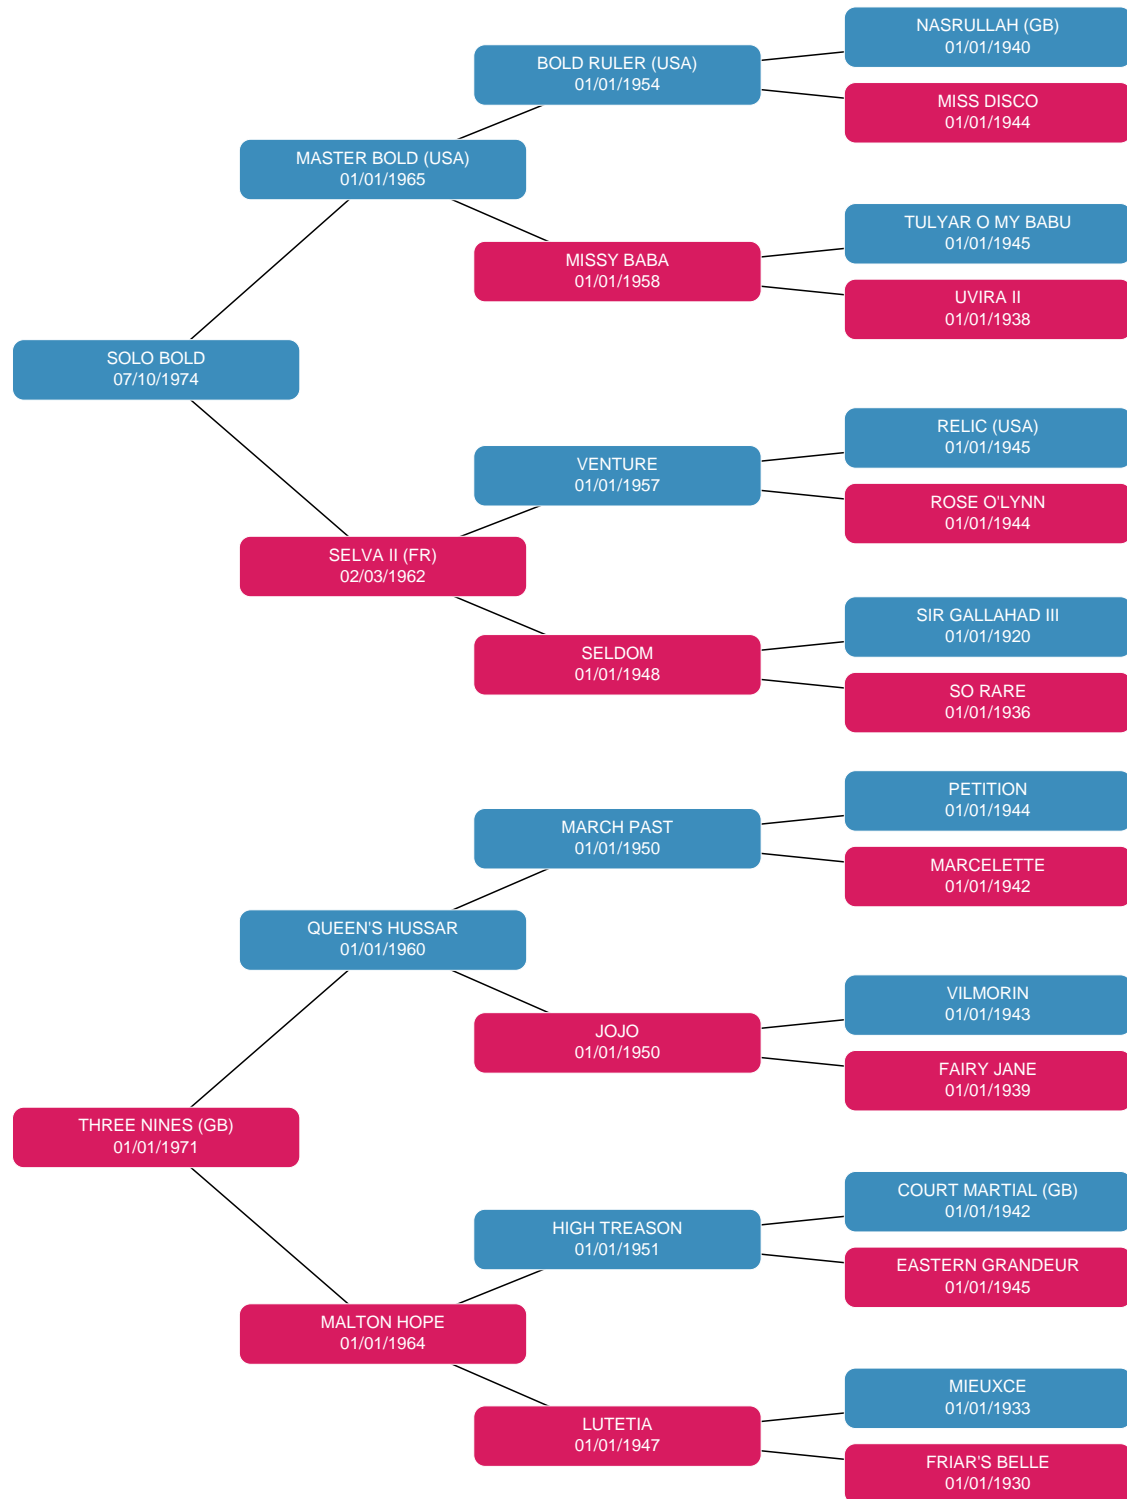 NASRULLAH (GB)
01/01/1940
BOLD RULER (USA)
01/01/1954
MISS DISCO
01/01/1944
MASTER BOLD (USA)
01/01/1965
TULYAR O MY BABU
01/01/1945
MISSY BABA
01/01/1958
UVIRA II
01/01/1938
SOLO BOLD
07/10/1974
RELIC (USA)
01/01/1945
VENTURE
01/01/1957
ROSE O'LYNN
01/01/1944
SELVA II (FR)
02/03/1962
SIR GALLAHAD III
01/01/1920
SELDOM
01/01/1948
SO RARE
01/01/1936
PETITION
01/01/1944
MARCH PAST
01/01/1950
MARCELETTE
01/01/1942
QUEEN'S HUSSAR
01/01/1960
VILMORIN
01/01/1943
JOJO
01/01/1950
FAIRY JANE
01/01/1939
THREE NINES (GB)
01/01/1971
COURT MARTIAL (GB)
01/01/1942
HIGH TREASON
01/01/1951
EASTERN GRANDEUR
01/01/1945
MALTON HOPE
01/01/1964
MIEUXCE
01/01/1933
LUTETIA
01/01/1947
FRIAR'S BELLE
01/01/1930